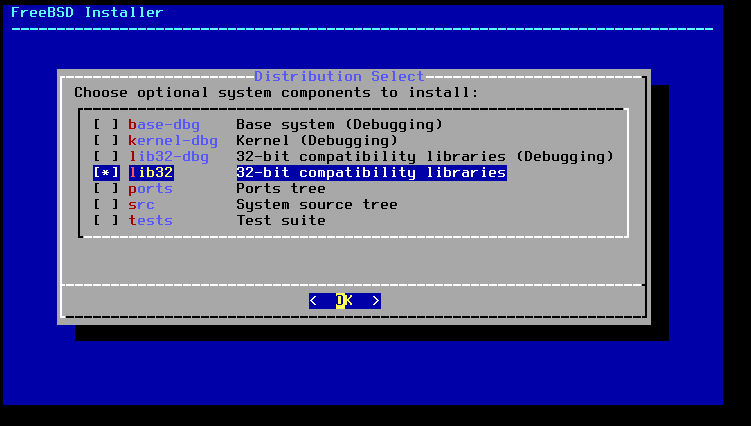 FreeBSD Installer
Distribution Select
Choose optional system components to install:
[ ] base-dbg Base system (Debugging)
[ ] kernel-dbg Kernel (Debugging)
[ ] lib32-dbg 32-bit compatibility libraries (Debugging)
[*] lib32 32-bit compatibility libraries
[ ] ports Ports tree
[ ] src System source tree
[ ] tests Test suite
< OK >